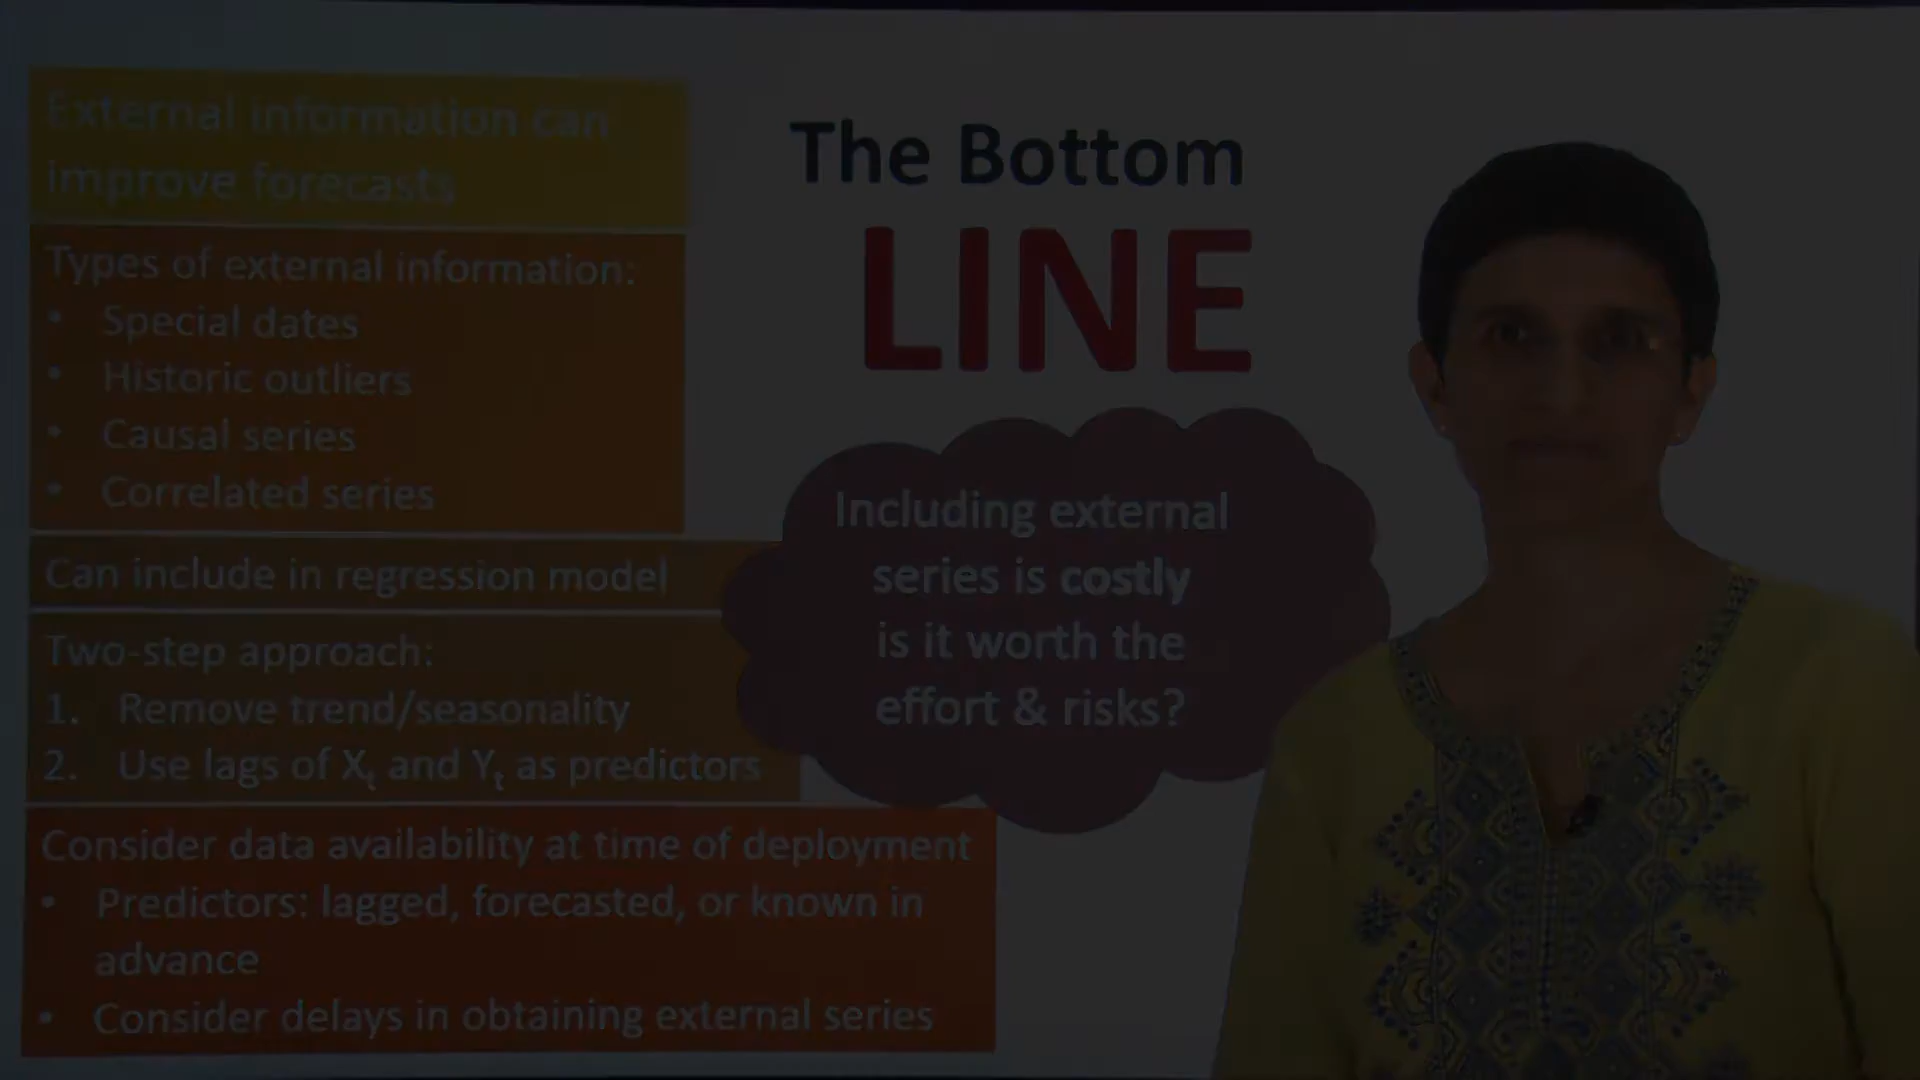 External information can
improve forecasts
Types of external information:
• Special dates
• Historic outliers
• Causal series
• Correlated series
Can include in regression model
Two-step approach:
1. Remove trend/seasonality
2. Use lags of Xt and Yt as predictors
Consider data availability at time of deployment
• Predictors: lagged, forecasted, or known in
advance
• Consider delays in obtaining external series
The Bottom
LINE
Including external
series is costly
is it worth the
effort & risks?